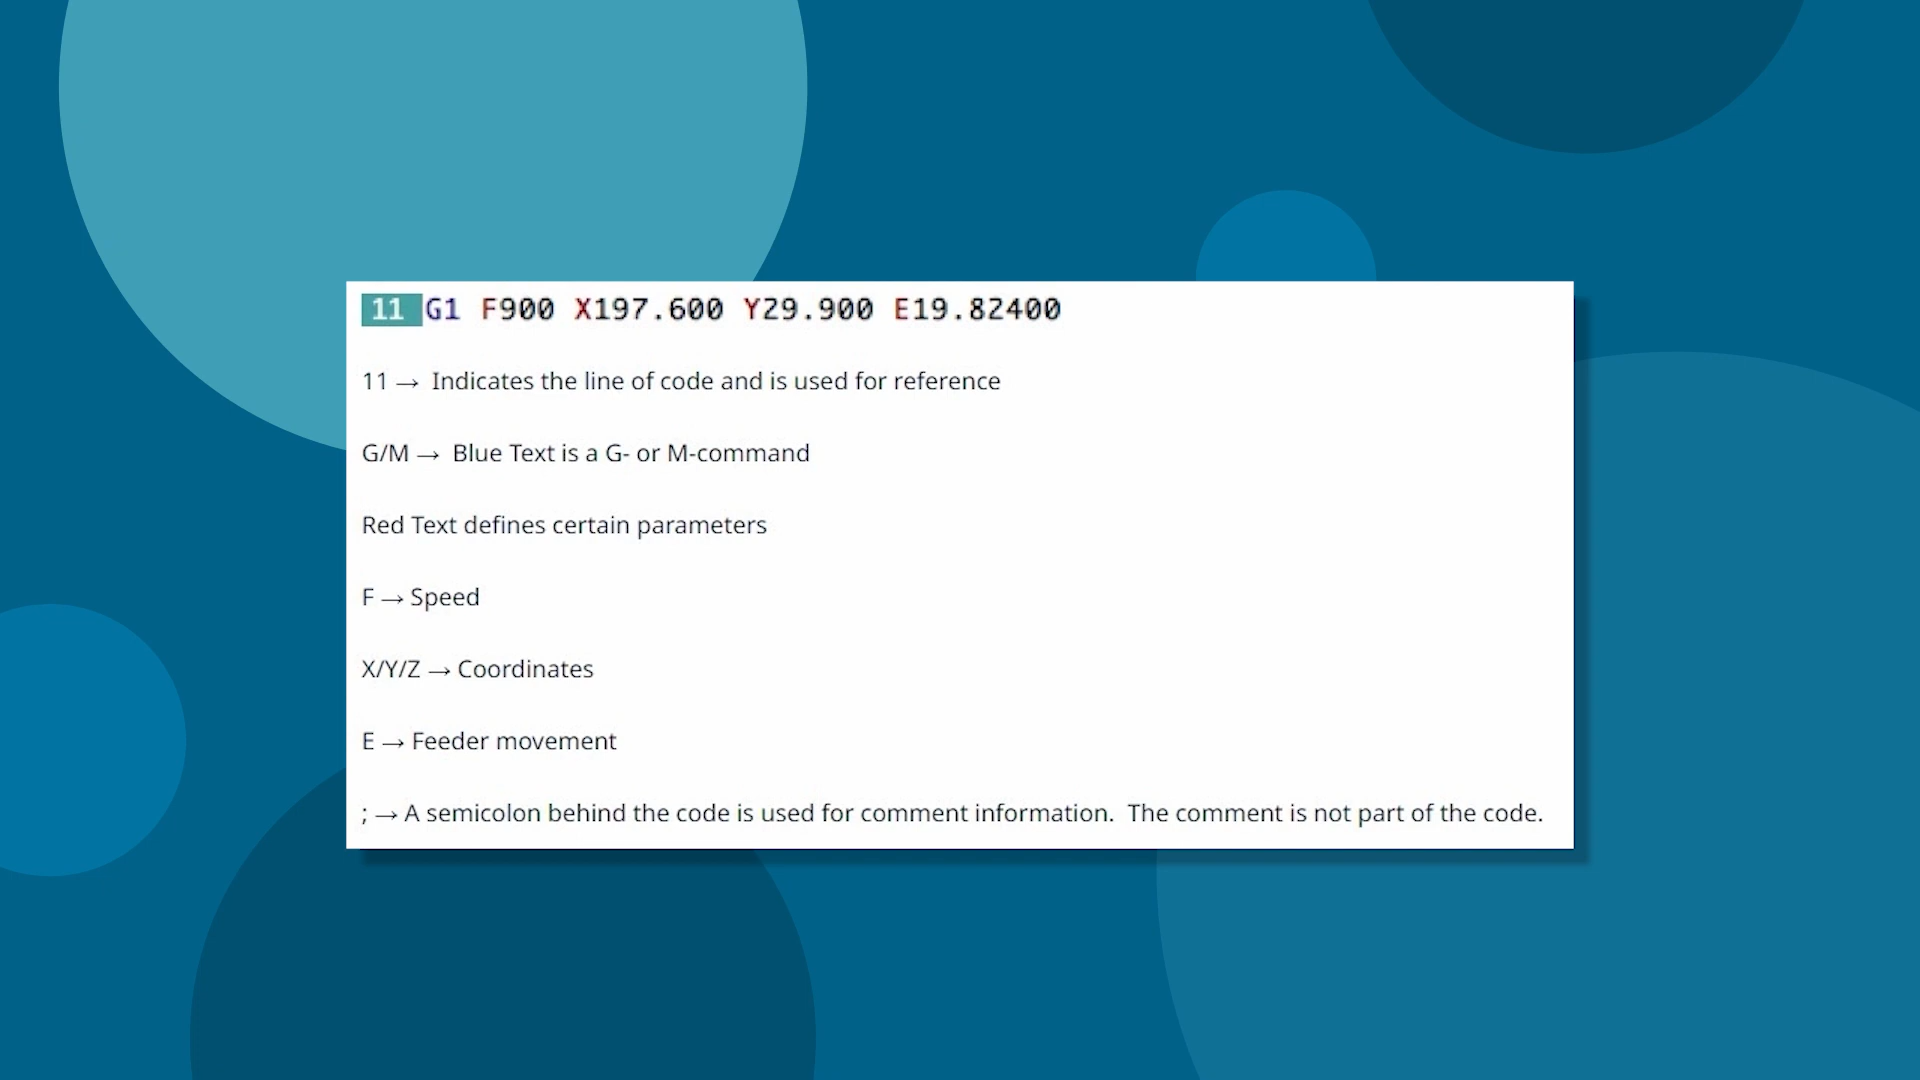 11 G1 F900 X197.600 Y29.900 E19.82400
11 → Indicates the line of code and is used for reference
G/M → Blue Text is a G- or M-command
Red Text defines certain parameters
F → Speed
X/Y/Z → Coordinates
E → Feeder movement
; → A semicolon behind the code is used for comment information. The comment is not part of the code.